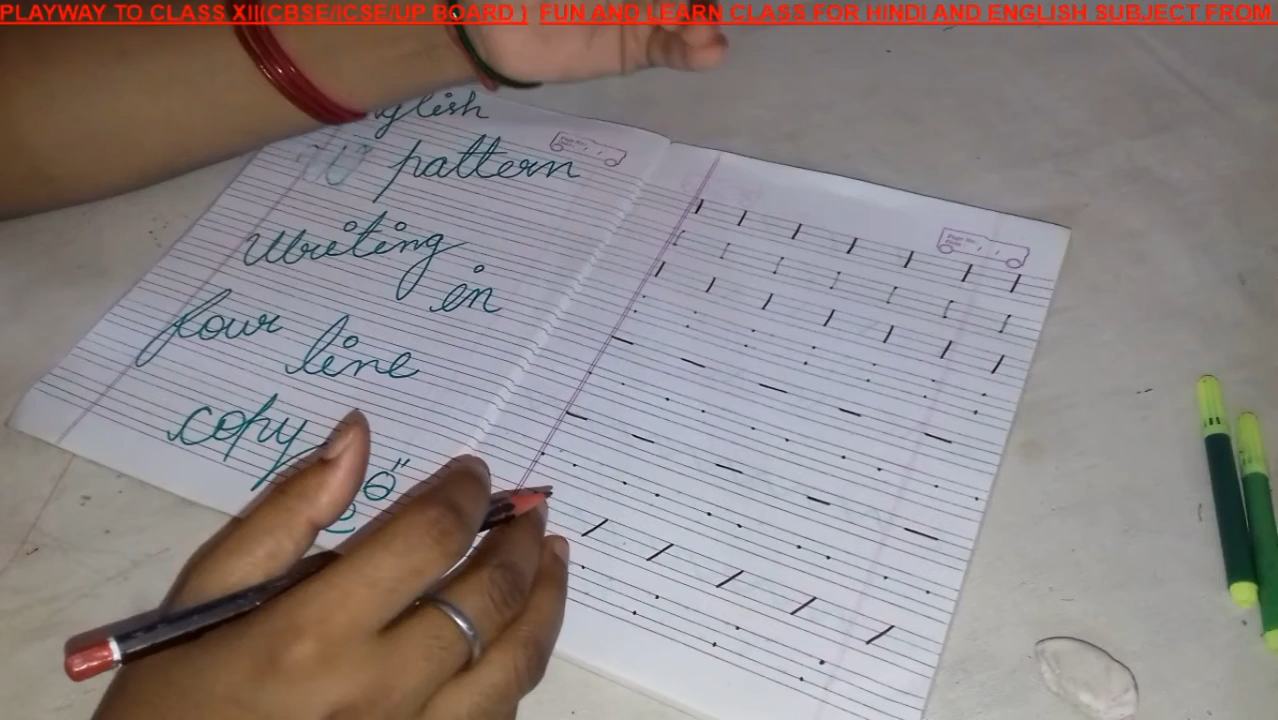 PLAYWAY TO CLASS XII(CBSE/ICSE/UP BOARD ) FUN AND LEARN CLASS FOR HINDI AND ENGLISH SUBJECT FROM
glish
pattern
Writing
in
four
line
copy